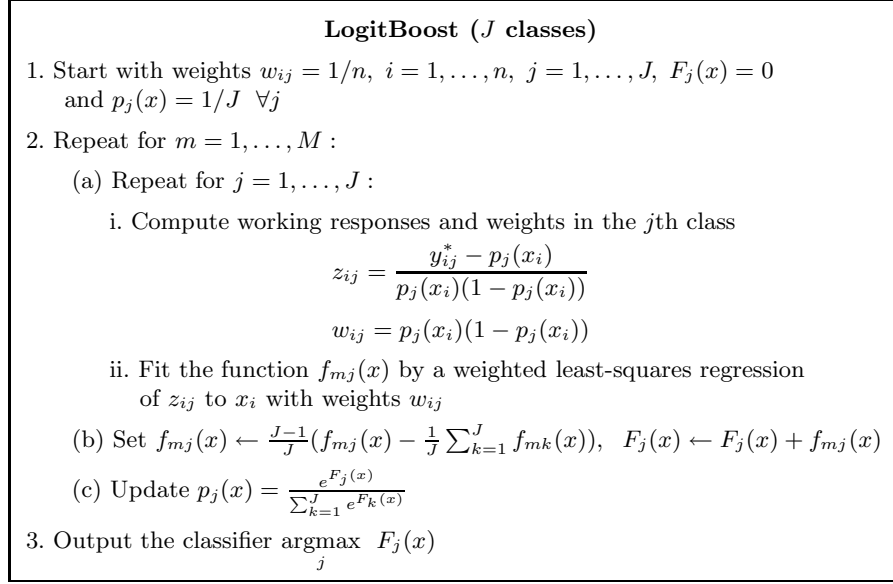 LogitBoost (J classes)
1. Start with weights w_{ij} = 1/n, i = 1, . . . , n, j = 1, . . . , J, F_j(x) = 0
and p_j(x) = 1/J ∀j
2. Repeat for m = 1, . . . , M :
(a) Repeat for j = 1, . . . , J :
i. Compute working responses and weights in the jth class
z_{ij} = \frac{y^*_{ij} − p_j(x_i)}{p_j(x_i)(1 − p_j(x_i))}
w_{ij} = p_j(x_i)(1 − p_j(x_i))
ii. Fit the function f_{mj}(x) by a weighted least-squares regression
of z_{ij} to x_i with weights w_{ij}
(b) Set f_{mj}(x) ← \frac{J−1}{J}(f_{mj}(x) − \frac{1}{J} \sum_{k=1}^{J} f_{mk}(x)), F_j(x) ← F_j(x) + f_{mj}(x)
(c) Update p_j(x) = \frac{e^{F_j(x)}}{\sum_{k=1}^{J} e^{F_k(x)}}
3. Output the classifier argmax_j F_j(x)